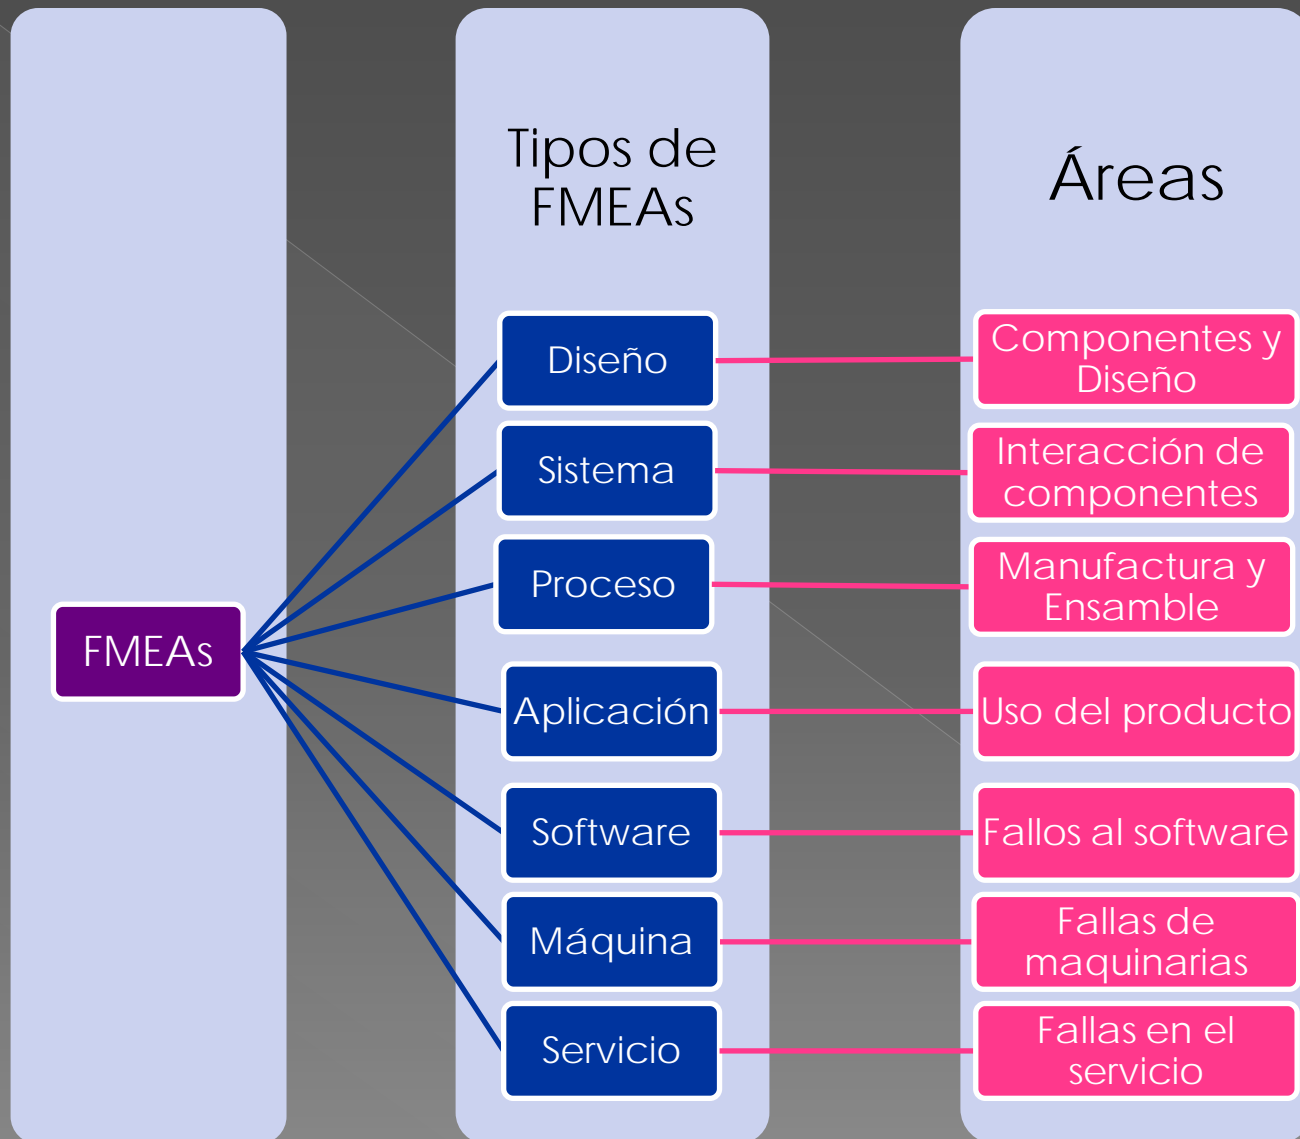 Tipos de
FMEAs
Áreas
FMEAs
Diseño
Componentes y
Diseño
Sistema
Interacción de
componentes
Proceso
Manufactura y
Ensamble
Aplicación
Uso del producto
Software
Fallos al software
Máquina
Fallas de
maquinarias
Servicio
Fallas en el
servicio